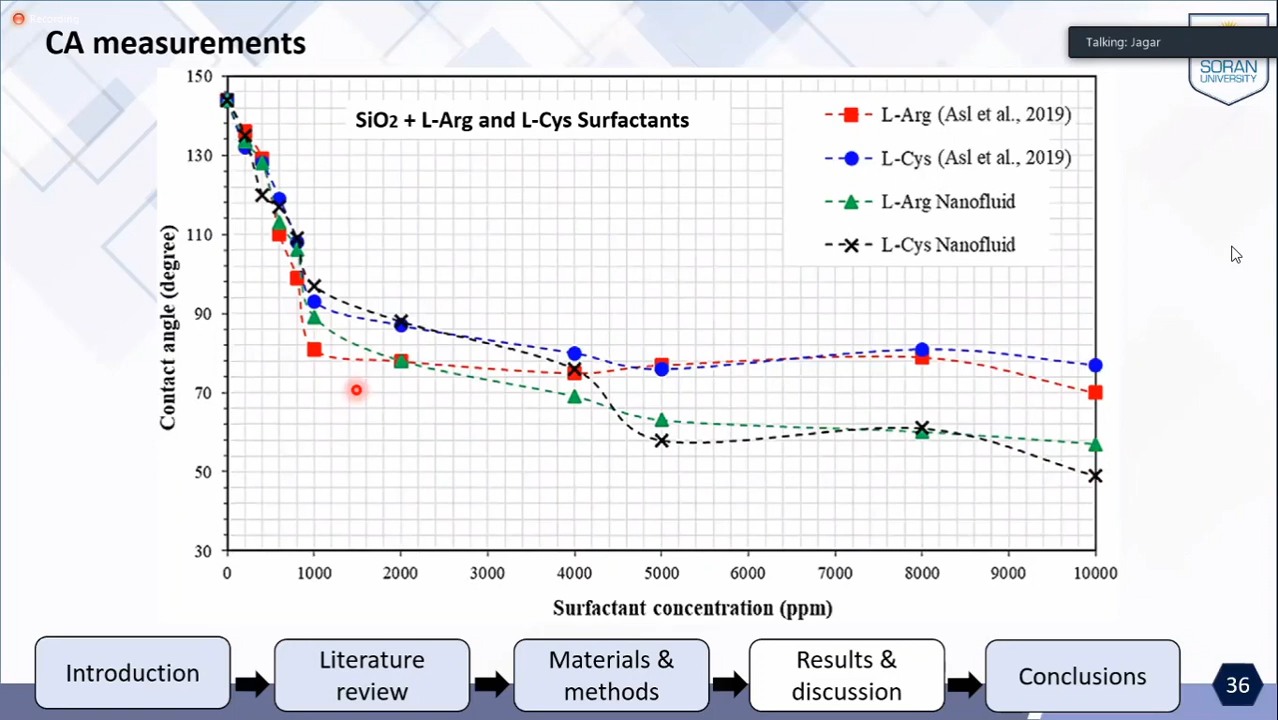 Recording
CA measurements
Talking: Jagar
SORAN
UNIVERSITY
SiO2 + L-Arg and L-Cys Surfactants
L-Arg (Asl et al., 2019)
L-Cys (Asl et al., 2019)
L-Arg Nanofluid
L-Cys Nanofluid
Contact angle (degree)
150
130
110
90
70
50
30
0 1000 2000 3000 4000 5000 6000 7000 8000 9000 10000
Surfactant concentration (ppm)
Introduction
Literature
review
Materials &
methods
Results &
discussion
Conclusions
36